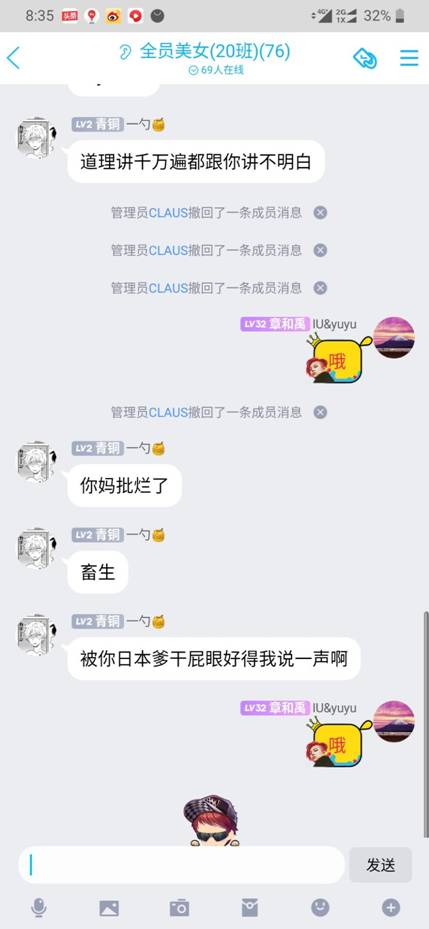 8:35 头条 4G 2G 1X 32%
全员美女(20班)(76)
69人在线
LV2 青铜 一勺🍯
道理讲千万遍都跟你讲不明白
管理员CLAUS撤回了一条成员消息
管理员CLAUS撤回了一条成员消息
管理员CLAUS撤回了一条成员消息
LV32 章和禹 IU&yuyu
哦
管理员CLAUS撤回了一条成员消息
LV2 青铜 一勺🍯
你妈批烂了
LV2 青铜 一勺🍯
畜生
LV2 青铜 一勺🍯
被你日本爹干屁眼好得我说一声啊
LV32 章和禹 IU&yuyu
哦
发送